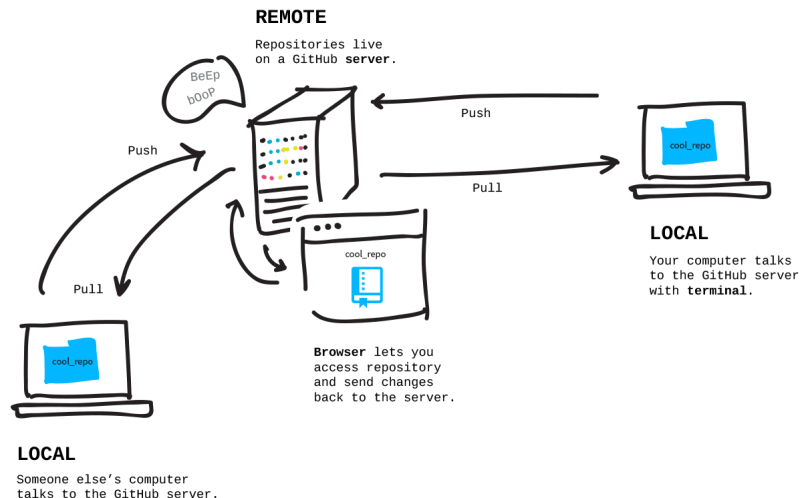 REMOTE
Repositories live
on a GitHub server.
BeEp
bOoP
Push
Push
Pull
Pull
cool_repo
LOCAL
Your computer talks
to the GitHub server
with terminal.
cool_repo
Browser lets you
access repository
and send changes
back to the server.
cool_repo
LOCAL
Someone else’s computer
talks to the GitHub server.